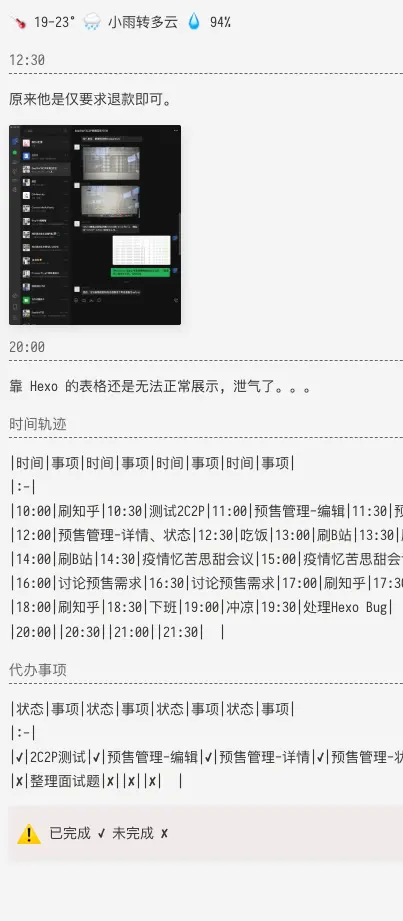 19-23° 小雨转多云 94%
12:30
原来他是仅要求退款即可。
20:00
靠 Hexo 的表格还是无法正常展示，泄气了。。。
时间轨迹
|时间|事项|时间|事项|时间|事项|时间|事项|
|:-|
|10:00|刷知乎|10:30|测试2C2P|11:00|预售管理-编辑|11:30|预
|12:00|预售管理-详情、状态|12:30|吃饭|13:00|刷B站|13:30|
|14:00|刷B站|14:30|疫情忆苦思甜会议|15:00|疫情忆苦思甜会
|16:00|讨论预售需求|16:30|讨论预售需求|17:00|刷知乎|17:30
|18:00|刷知乎|18:30|下班|19:00|冲凉|19:30|处理Hexo Bug|
|20:00||20:30||21:00||21:30| |
代办事项
|状态|事项|状态|事项|状态|事项|状态|事项|
|:-|
|✔|2C2P测试|✔|预售管理-编辑|✔|预售管理-详情|✔|预售管理-状
|✘|整理面试题|✘||✘||✘| |
已完成 ✔ 未完成 ✘